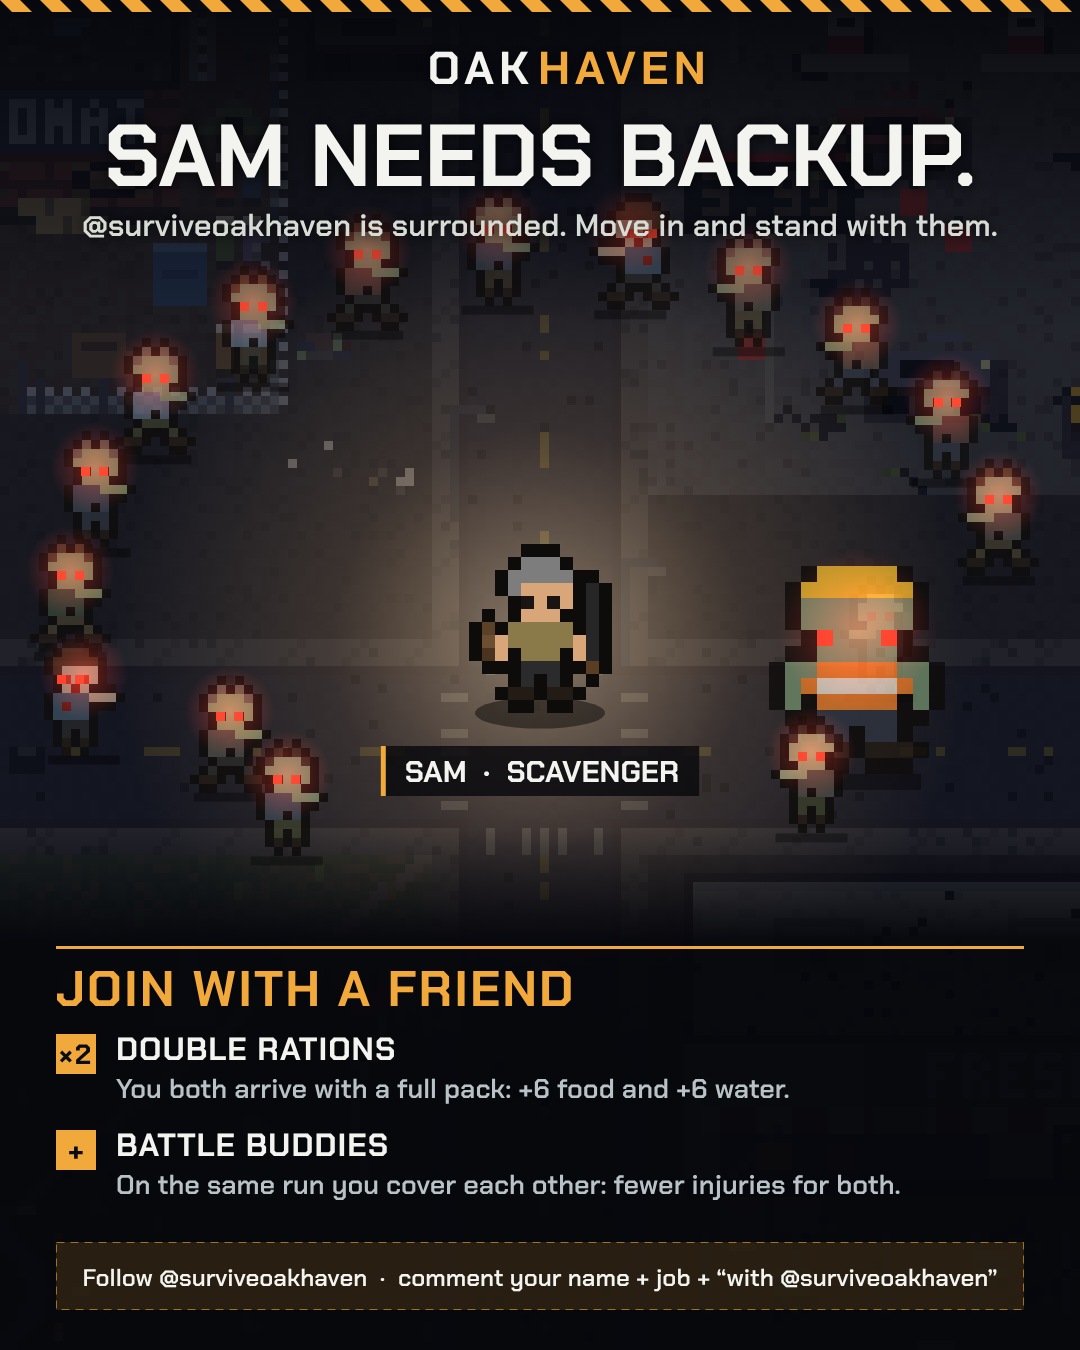 OAKHAVEN
SAM NEEDS BACKUP.
@surviveoakhaven is surrounded. Move in and stand with them.
SAM · SCAVENGER
JOIN WITH A FRIEND
×2
DOUBLE RATIONS
You both arrive with a full pack: +6 food and +6 water.
+
BATTLE BUDDIES
On the same run you cover each other: fewer injuries for both.
Follow @surviveoakhaven · comment your name + job + “with @surviveoakhaven”